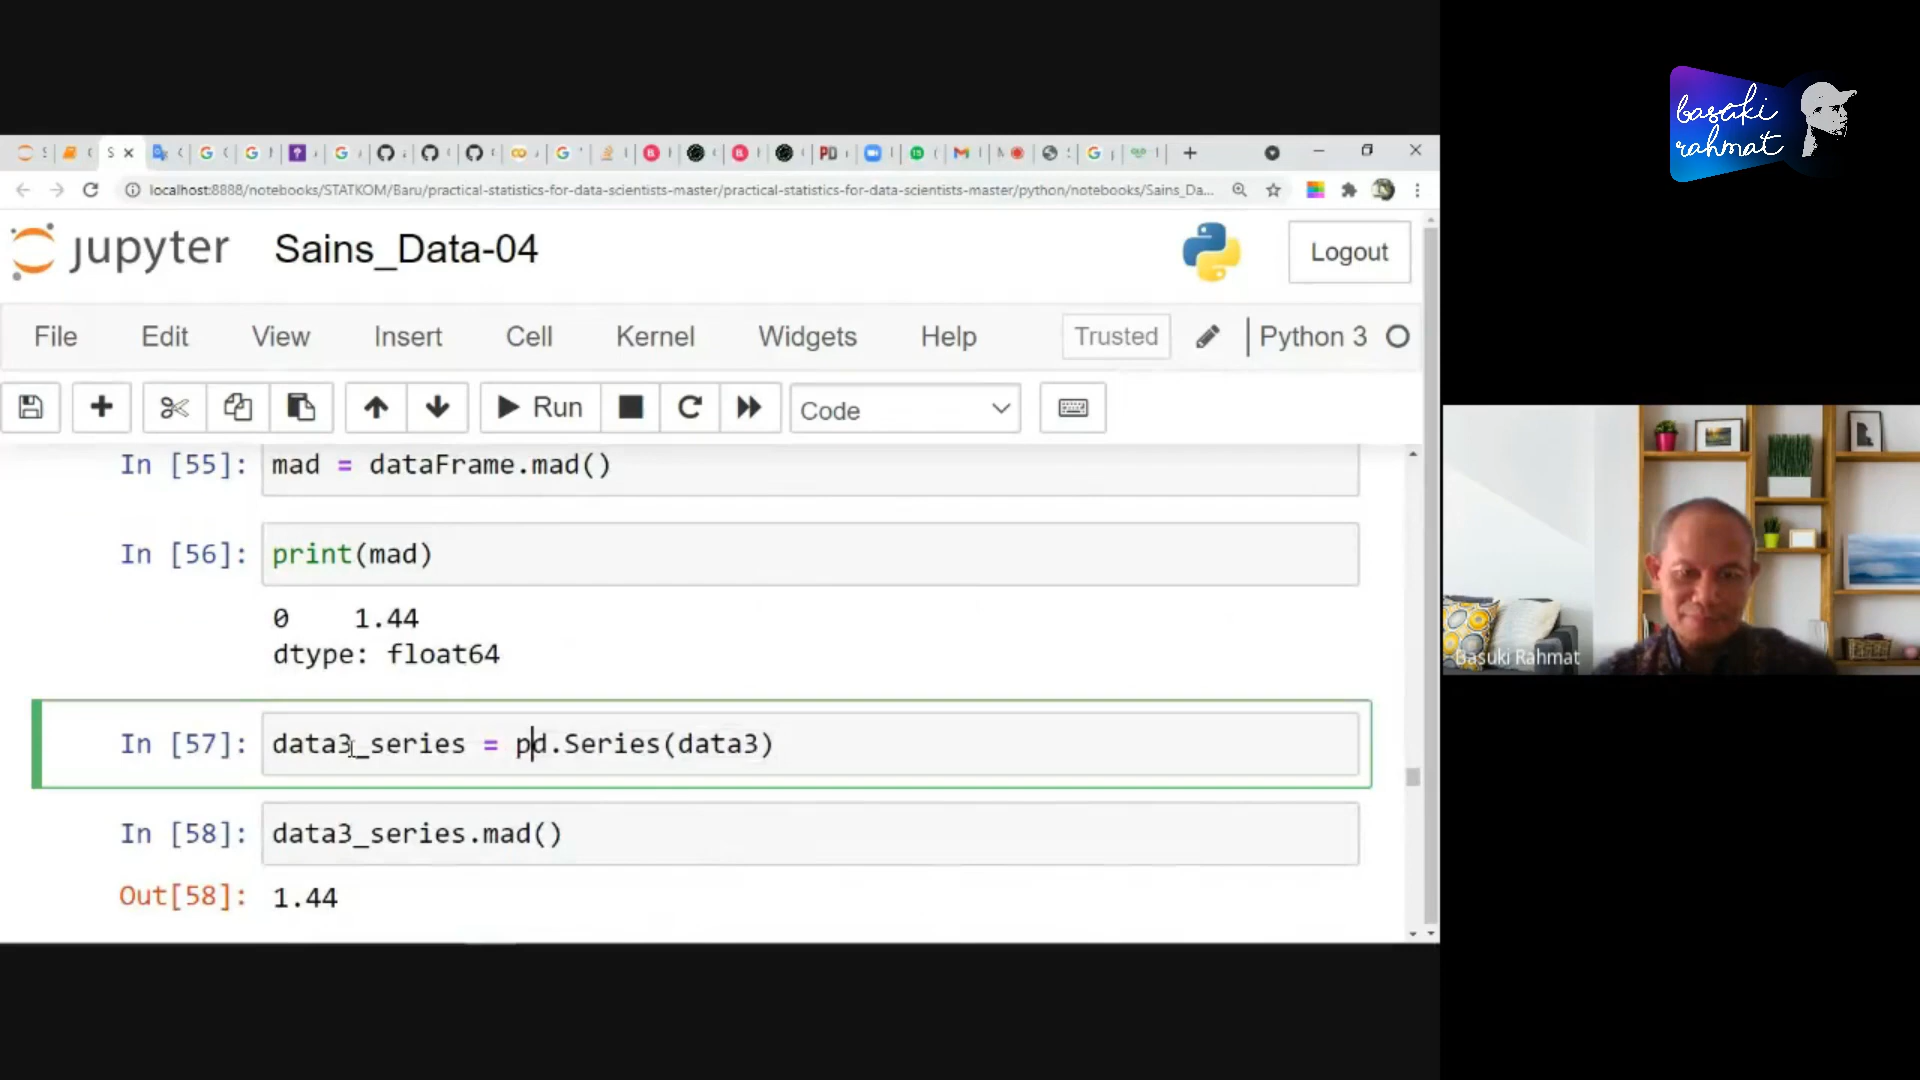 basuki
rahmat
localhost:8888/notebooks/STATKOM/Baru/practical-statistics-for-data-scientists-master/practical-statistics-for-data-scientists-master/python/notebooks/Sains_Da...
jupyter Sains_Data-04
Logout
File Edit View Insert Cell Kernel Widgets Help Trusted Python 3
Run Code
In [55]: mad = dataFrame.mad()
In [56]: print(mad)
0 1.44
dtype: float64
In [57]: data3_series = pd.Series(data3)
In [58]: data3_series.mad()
Out[58]: 1.44
Basuki Rahmat